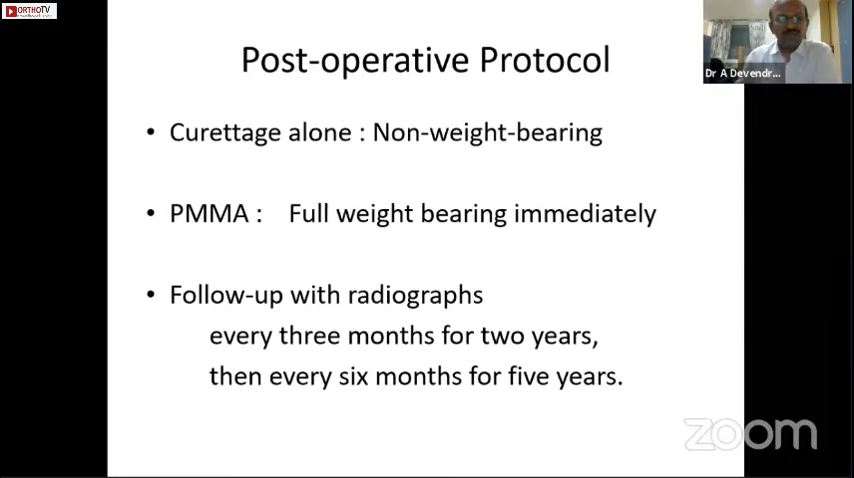 ORTHOTV
Post-operative Protocol
Dr A Devendr...
• Curettage alone : Non-weight-bearing
• PMMA : Full weight bearing immediately
• Follow-up with radiographs
every three months for two years,
then every six months for five years.
zoom